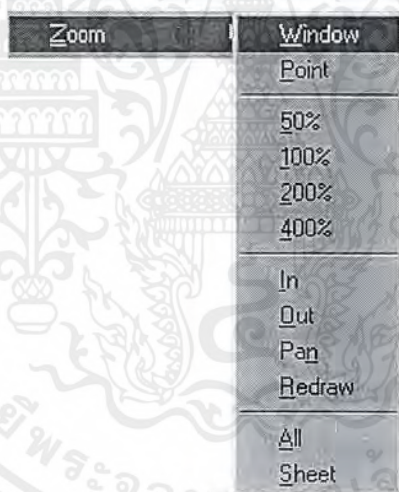 Zoom
Window
Point
50%
100%
200%
400%
In
Out
Pan
Redraw
All
Sheet